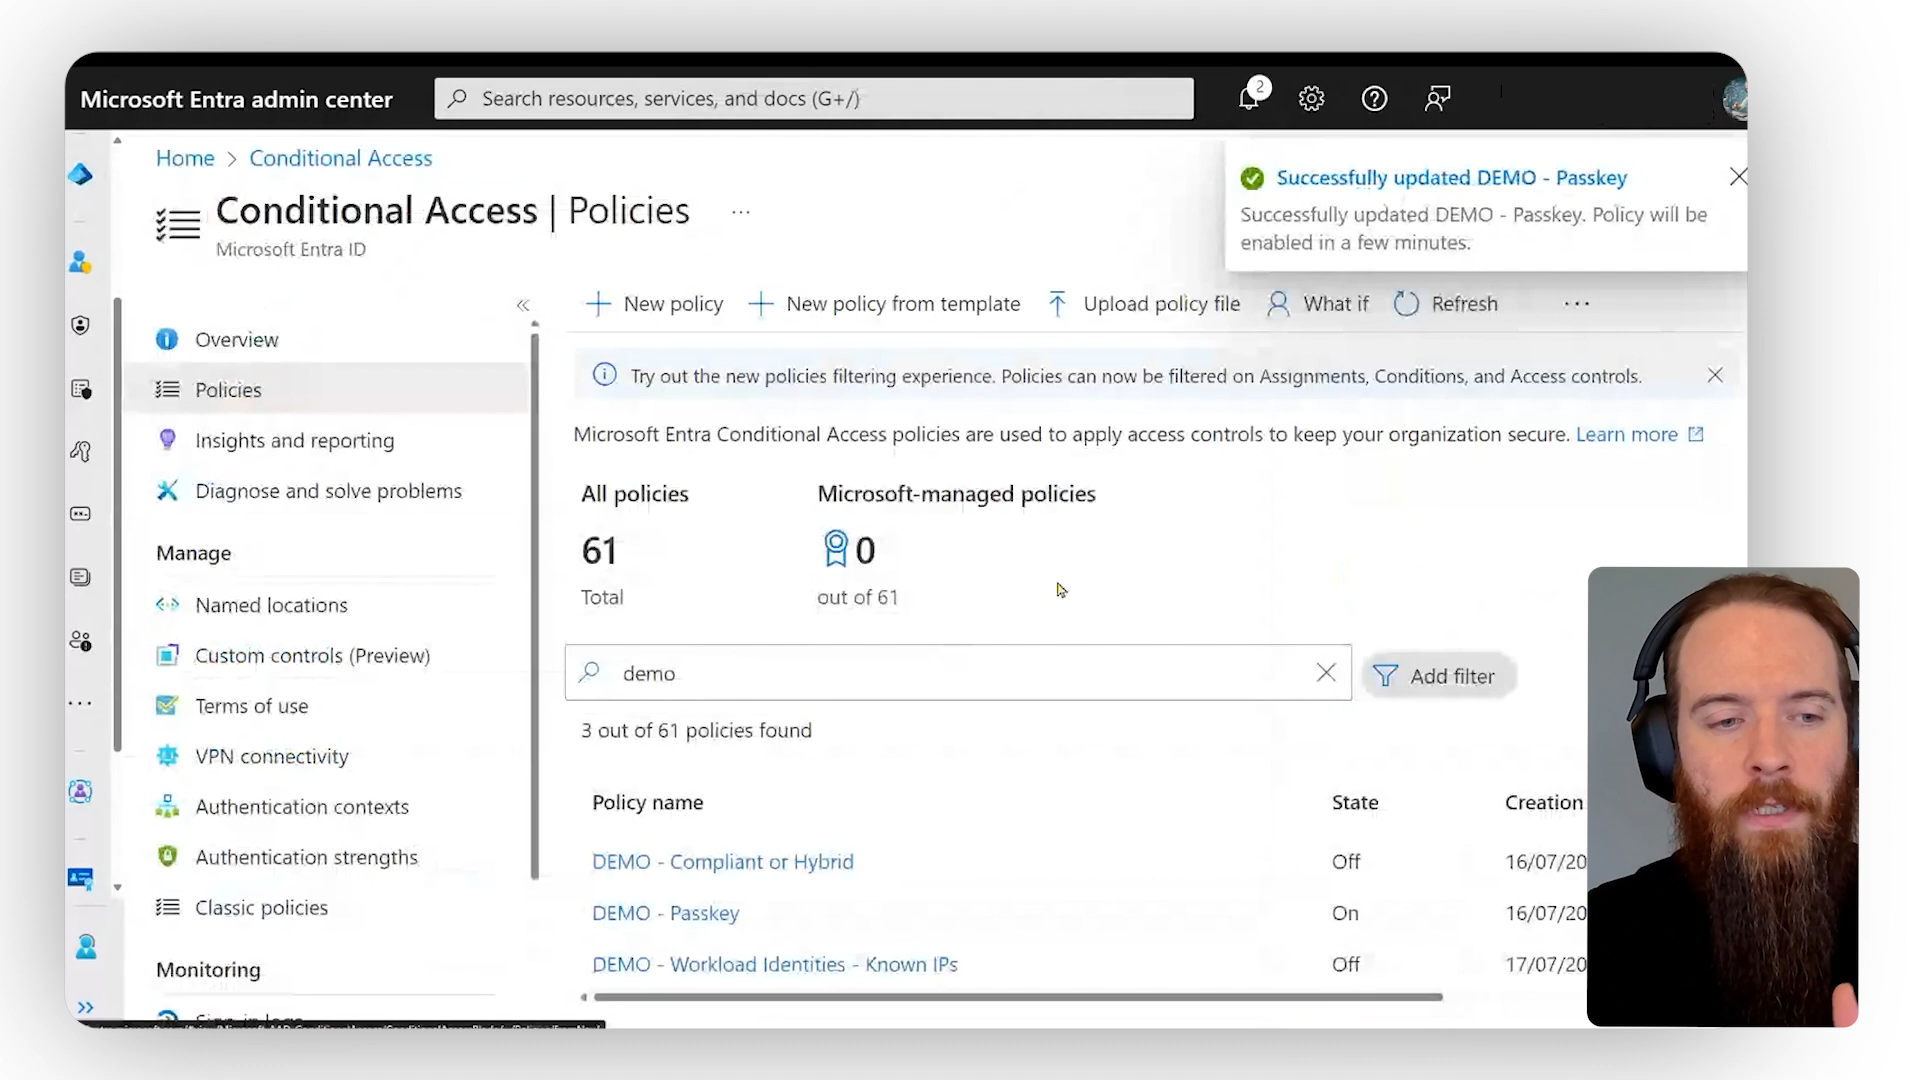 Microsoft Entra admin center
Search resources, services, and docs (G+/)
2
Home > Conditional Access
Conditional Access | Policies
...
Microsoft Entra ID
Successfully updated DEMO - Passkey
Successfully updated DEMO - Passkey. Policy will be
enabled in a few minutes.
Overview
Policies
Insights and reporting
Diagnose and solve problems
Manage
Named locations
Custom controls (Preview)
Terms of use
VPN connectivity
Authentication contexts
Authentication strengths
Classic policies
Monitoring
Sign-in logs
New policy
New policy from template
Upload policy file
What if
Refresh
...
Try out the new policies filtering experience. Policies can now be filtered on Assignments, Conditions, and Access controls.
Microsoft Entra Conditional Access policies are used to apply access controls to keep your organization secure. Learn more
All policies
61
Total
Microsoft-managed policies
0
out of 61
demo
Add filter
3 out of 61 policies found
Policy name State Creation
DEMO - Compliant or Hybrid Off 16/07/20
DEMO - Passkey On 16/07/20
DEMO - Workload Identities - Known IPs Off 17/07/20